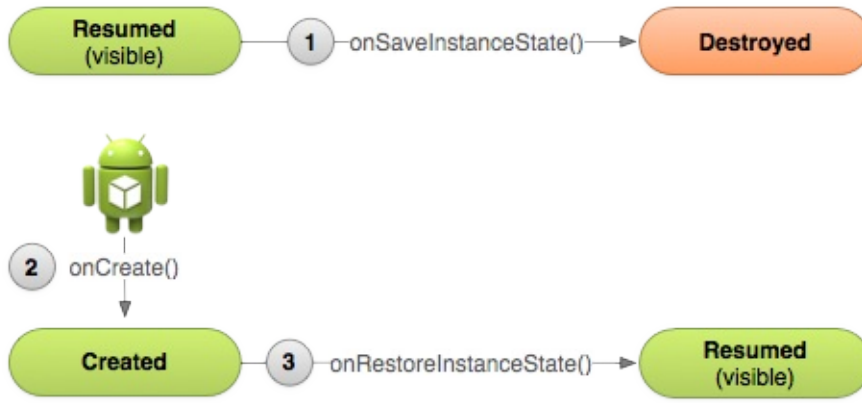 Resumed
(visible)
1
onSaveInstanceState()
Destroyed
2
onCreate()
Created
3
onRestoreInstanceState()
Resumed
(visible)